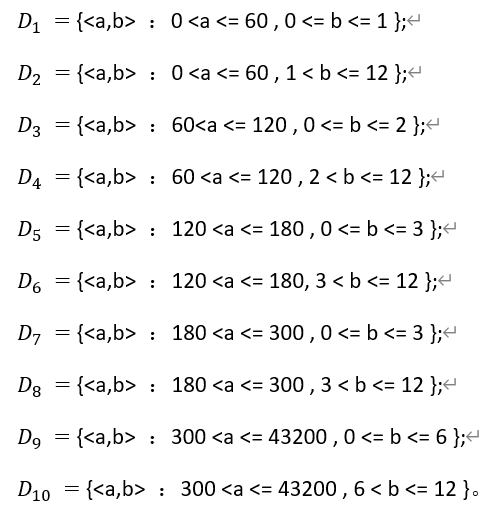 D₁ = {<a,b> ： 0 <a <= 60 , 0 <= b <= 1 };↵
D₂ = {<a,b> ： 0 <a <= 60 , 1 < b <= 12 };↵
D₃ = {<a,b> ： 60<a <= 120 , 0 <= b <= 2 };↵
D₄ = {<a,b> ： 60 <a <= 120 , 2 < b <= 12 };↵
D₅ = {<a,b> ： 120 <a <= 180 , 0 <= b <= 3 };↵
D₆ = {<a,b> ： 120 <a <= 180, 3 < b <= 12 };↵
D₇ = {<a,b> ： 180 <a <= 300 , 0 <= b <= 3 };↵
D₈ = {<a,b> ： 180 <a <= 300 , 3 < b <= 12 };↵
D₉ = {<a,b> ： 300 <a <= 43200 , 0 <= b <= 6 };↵
D₁₀ = {<a,b> ： 300 <a <= 43200 , 6 < b <= 12 }。